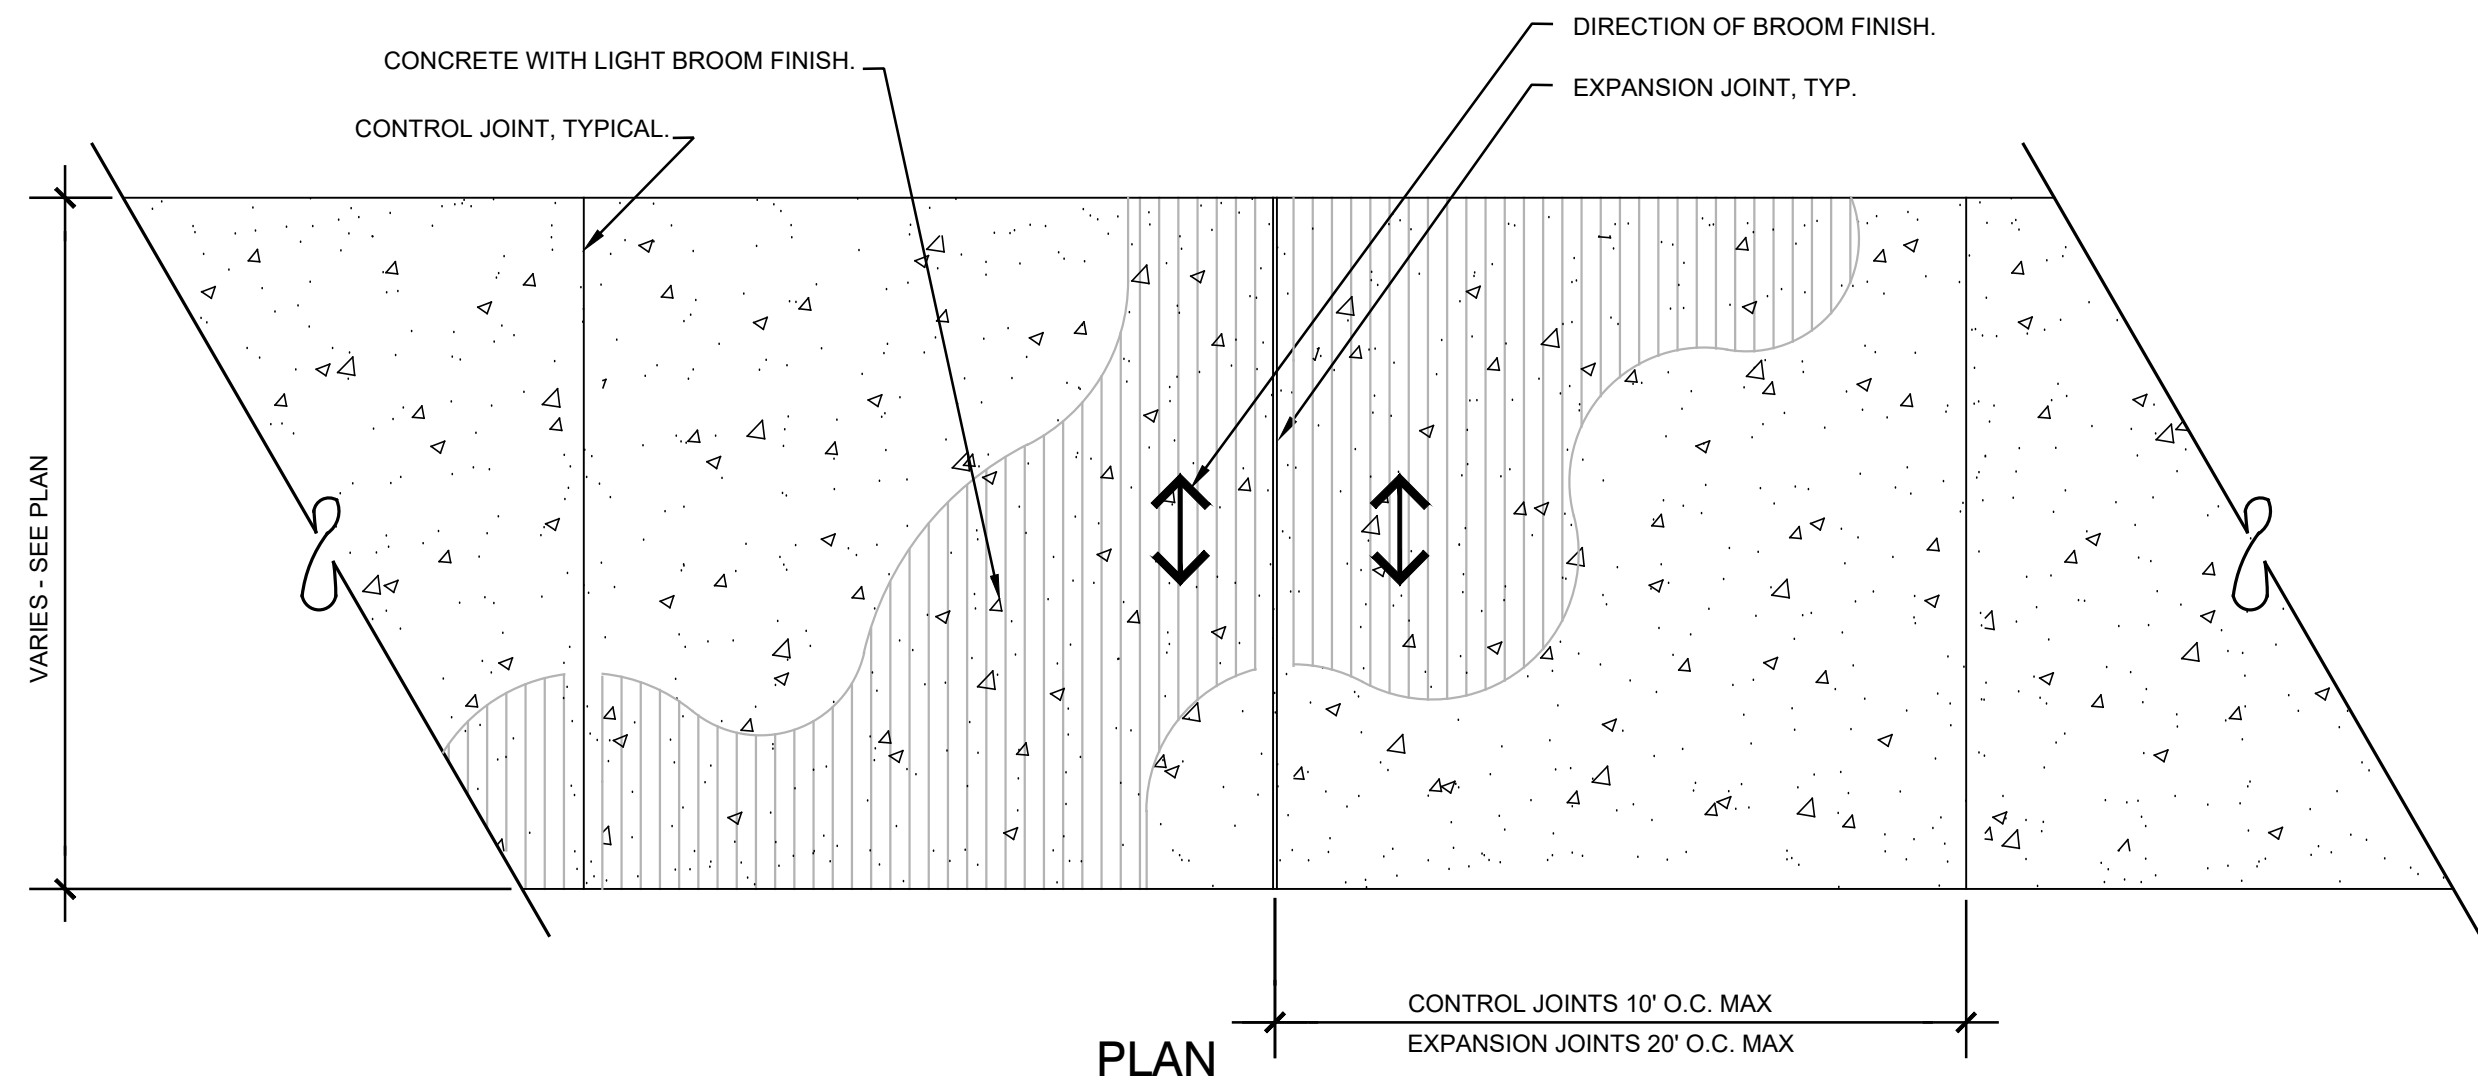 DIRECTION OF BROOM FINISH.
CONCRETE WITH LIGHT BROOM FINISH.
EXPANSION JOINT, TYP.
CONTROL JOINT, TYPICAL.
VARIES - SEE PLAN
CONTROL JOINTS 10' O.C. MAX
EXPANSION JOINTS 20' O.C. MAX
PLAN